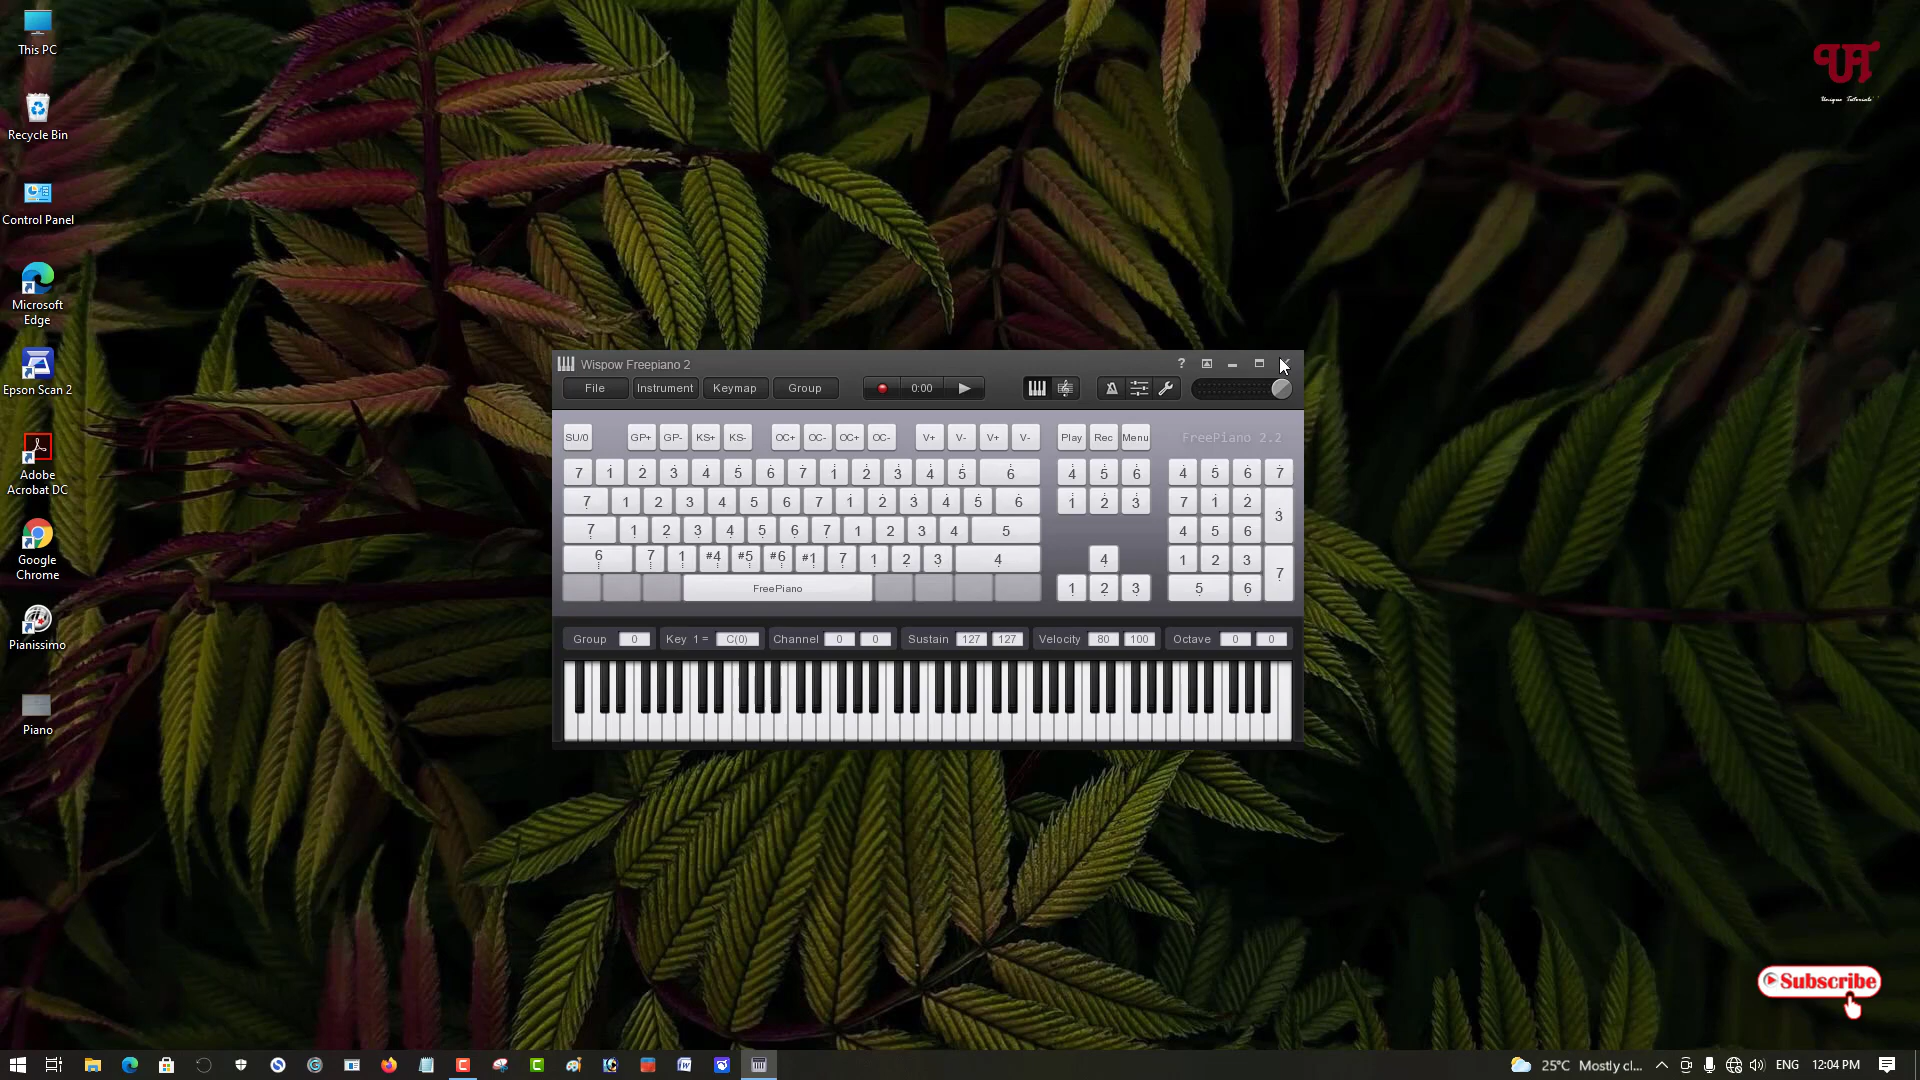 This PC
Recycle Bin
Control Panel
Microsoft
Edge
Epson Scan 2
Adobe
Acrobat DC
Google
Chrome
Pianissimo
Piano
UT
Unique Tutorials
Wispow Freepiano 2
?
File Instrument Keymap Group 0:00
SU/0 GP+ GP- KS+ KS- OC+ OC- OC+ OC- V+ V- V+ V- Play Rec Menu FreePiano 2.2
7 1 2 3 4 5 6 7 1 2 3 4 5 6 4 5 6 4 5 6 7
7 1 2 3 4 5 6 7 1 2 3 4 5 6 1 2 3 7 1 2 3
7 1 2 3 4 5 6 7 1 2 3 4 5 4 5 6
6 7 1 #4 #5 #6 #1 7 1 2 3 4 4 1 2 3 7
FreePiano 1 2 3 5 6
Group 0 Key 1 = C(0) Channel 0 0 Sustain 127 127 Velocity 80 100 Octave 0 0
Subscribe
25°C Mostly cl... ENG 12:04 PM